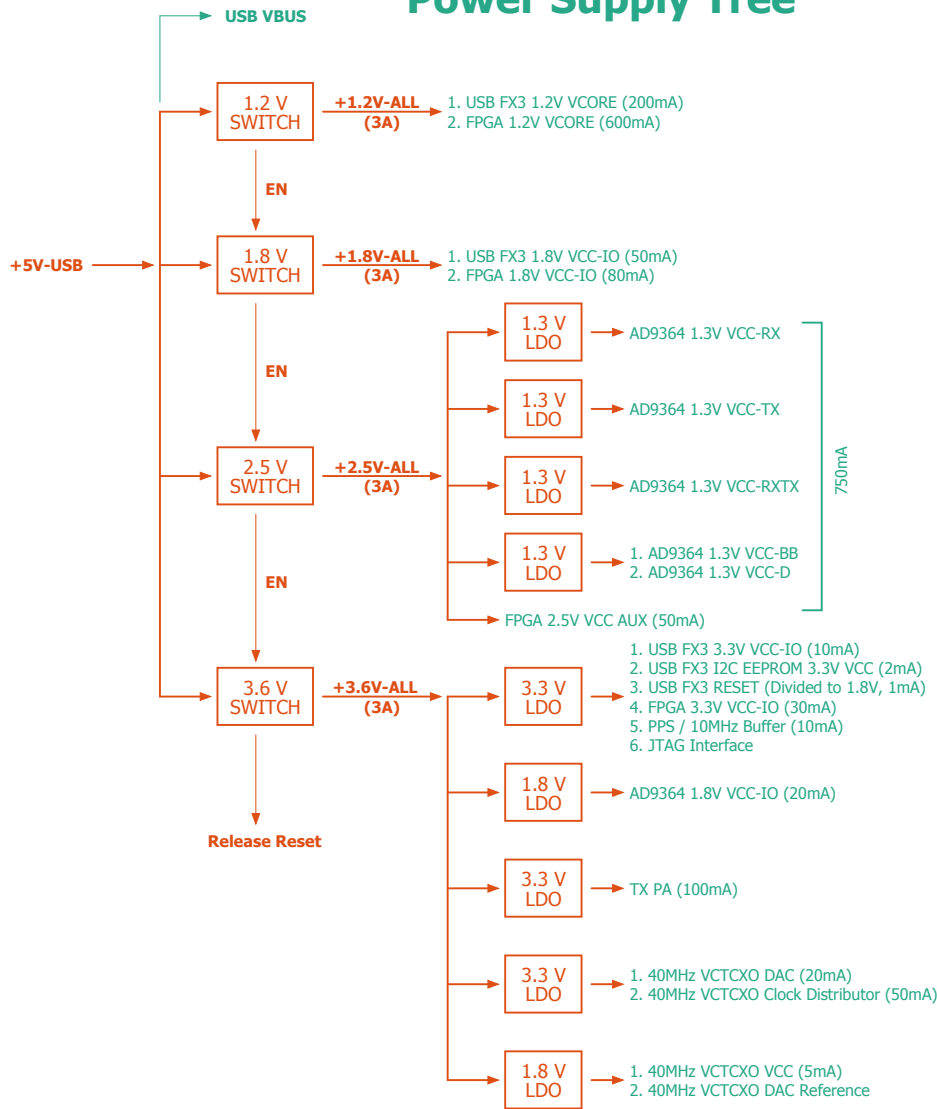 Power Supply Tree
USB VBUS
1.2 V
SWITCH
+1.2V-ALL
(3A)
1. USB FX3 1.2V VCORE (200mA)
2. FPGA 1.2V VCORE (600mA)
EN
+5V-USB
1.8 V
SWITCH
+1.8V-ALL
(3A)
1. USB FX3 1.8V VCC-IO (50mA)
2. FPGA 1.8V VCC-IO (80mA)
EN
1.3 V
LDO
AD9364 1.3V VCC-RX
1.3 V
LDO
AD9364 1.3V VCC-TX
2.5 V
SWITCH
+2.5V-ALL
(3A)
1.3 V
LDO
AD9364 1.3V VCC-RXTX
750mA
1.3 V
LDO
1. AD9364 1.3V VCC-BB
2. AD9364 1.3V VCC-D
EN
FPGA 2.5V VCC AUX (50mA)
3.6 V
SWITCH
+3.6V-ALL
(3A)
3.3 V
LDO
1. USB FX3 3.3V VCC-IO (10mA)
2. USB FX3 I2C EEPROM 3.3V VCC (2mA)
3. USB FX3 RESET (Divided to 1.8V, 1mA)
4. FPGA 3.3V VCC-IO (30mA)
5. PPS / 10MHz Buffer (10mA)
6. JTAG Interface
1.8 V
LDO
AD9364 1.8V VCC-IO (20mA)
Release Reset
3.3 V
LDO
TX PA (100mA)
3.3 V
LDO
1. 40MHz VCTCXO DAC (20mA)
2. 40MHz VCTCXO Clock Distributor (50mA)
1.8 V
LDO
1. 40MHz VCTCXO VCC (5mA)
2. 40MHz VCTCXO DAC Reference